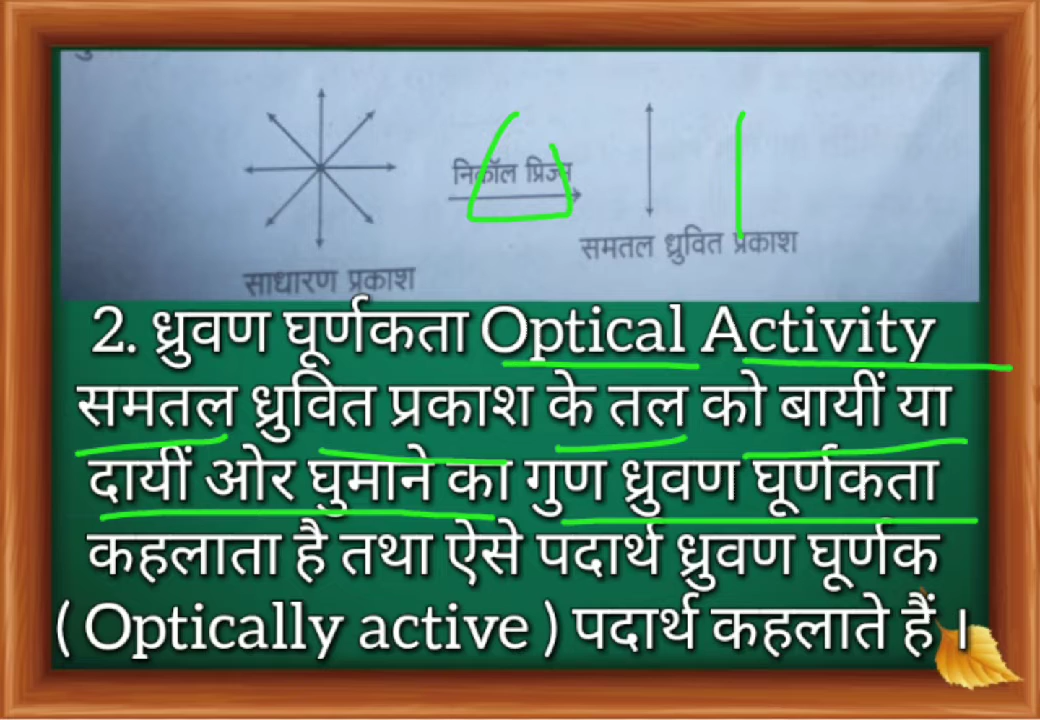 निकॉल प्रिज्म
समतल ध्रुवित प्रकाश
साधारण प्रकाश
2. ध्रुवण घूर्णकता Optical Activity
समतल ध्रुवित प्रकाश के तल को बायीं या
दायीं ओर घुमाने का गुण ध्रुवण घूर्णकता
कहलाता है तथा ऐसे पदार्थ ध्रुवण घूर्णक
( Optically active ) पदार्थ कहलाते हैं ।